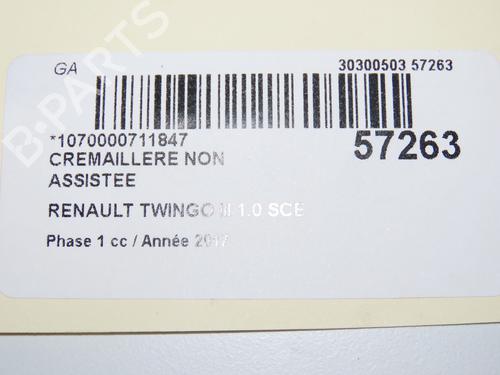 GA
30300503 57263
*1070000711847
57263
CREMAILLERE NON
ASSISTEE
RENAULT TWINGO 1.0 SCE
Phase 1 cc / Année 2017
B-PARTS